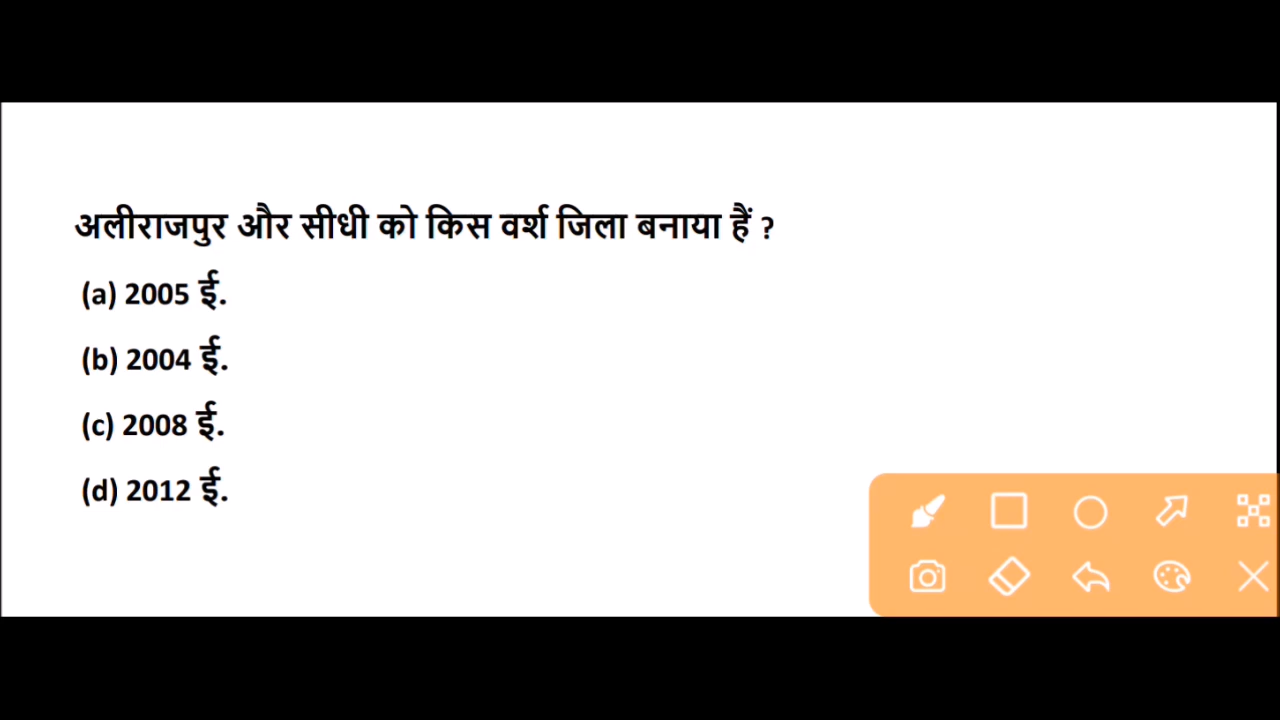 अलीराजपुर और सीधी को किस वर्श जिला बनाया हैं ?
(a) 2005 ई.
(b) 2004 ई.
(c) 2008 ई.
(d) 2012 ई.